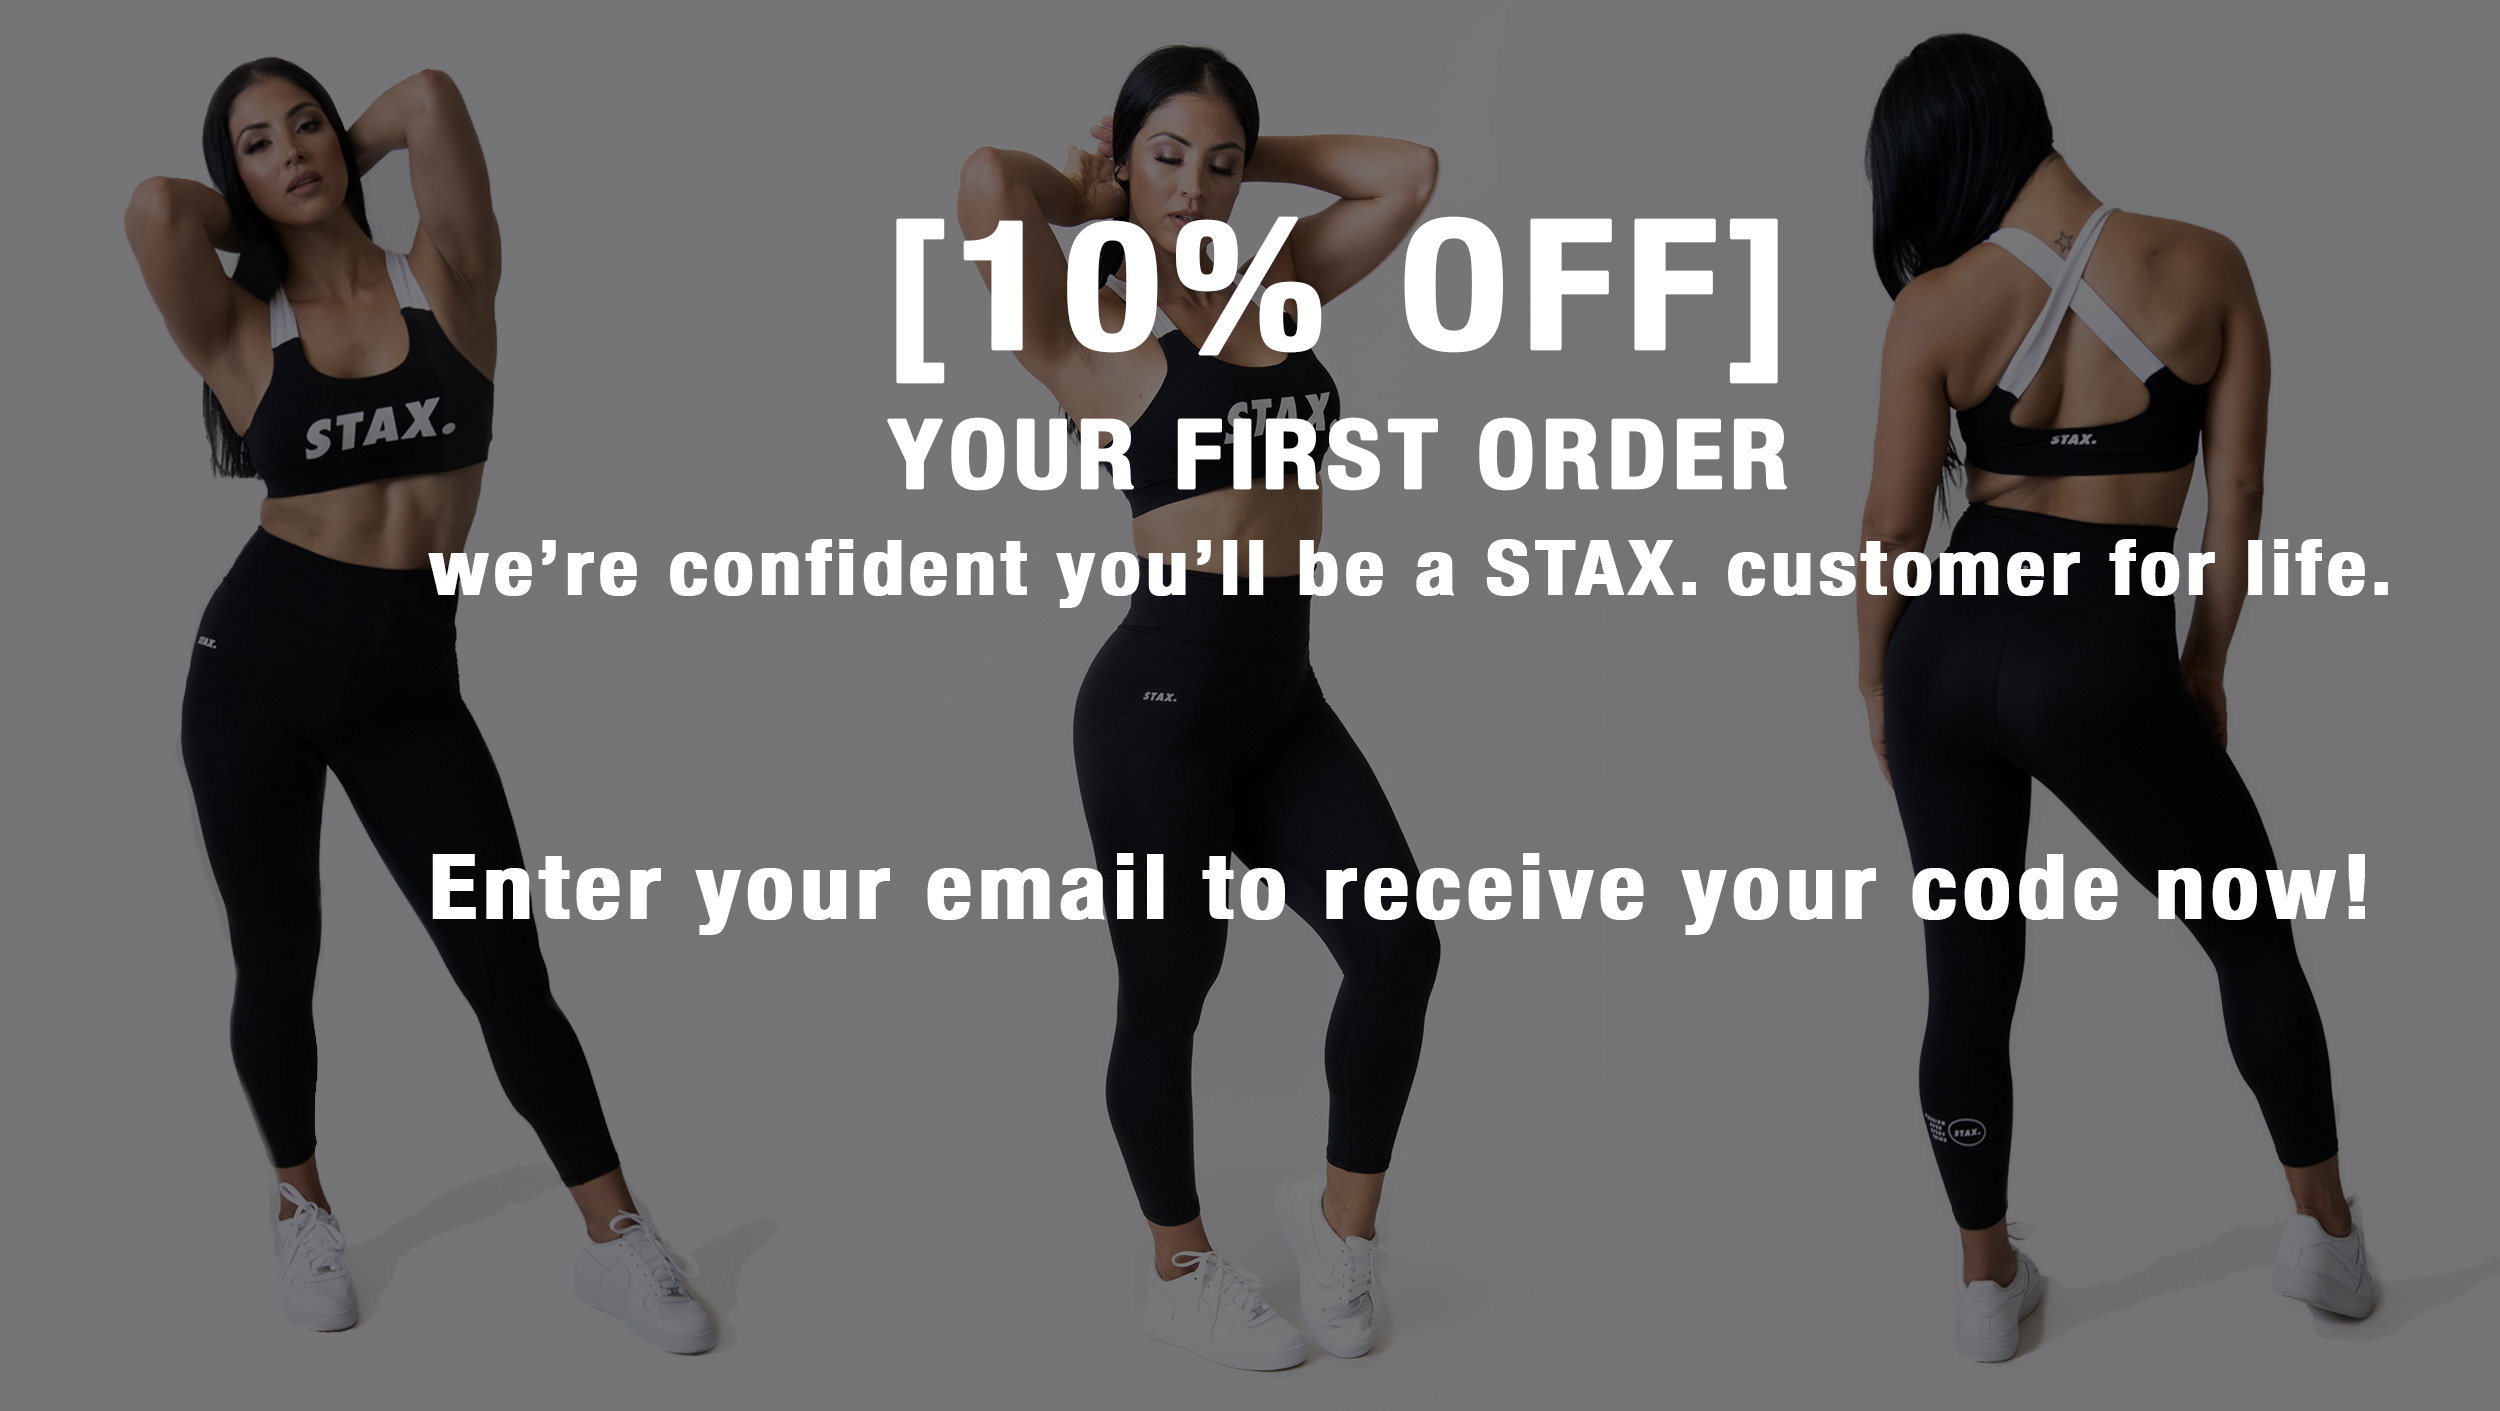 [10% OFF]
YOUR FIRST ORDER
we’re confident you’ll be a STAX. customer for life.
Enter your email to receive your code now!
STAX.
STAX.
STAX.
STAX.
STAX.
STAX.